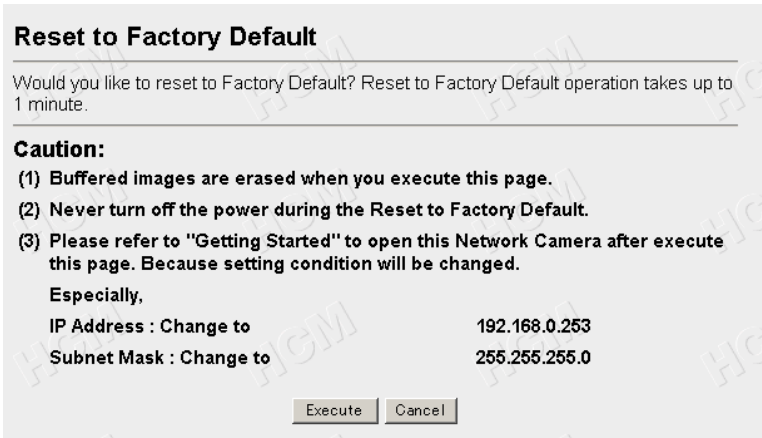 Reset to Factory Default
Would you like to reset to Factory Default? Reset to Factory Default operation takes up to
1 minute.
Caution:
(1) Buffered images are erased when you execute this page.
(2) Never turn off the power during the Reset to Factory Default.
(3) Please refer to "Getting Started" to open this Network Camera after execute
this page. Because setting condition will be changed.
Especially,
IP Address : Change to 192.168.0.253
Subnet Mask : Change to 255.255.255.0
Execute Cancel